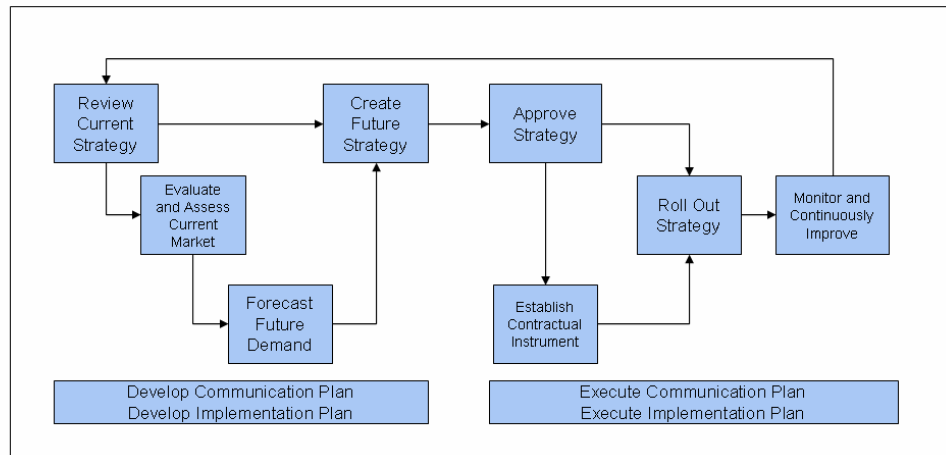 Review
Current
Strategy
Create
Future
Strategy
Approve
Strategy
Evaluate
and Assess
Current
Market
Roll Out
Strategy
Monitor and
Continuously
Improve
Forecast
Future
Demand
Establish
Contractual
Instrument
Develop Communication Plan
Develop Implementation Plan
Execute Communication Plan
Execute Implementation Plan